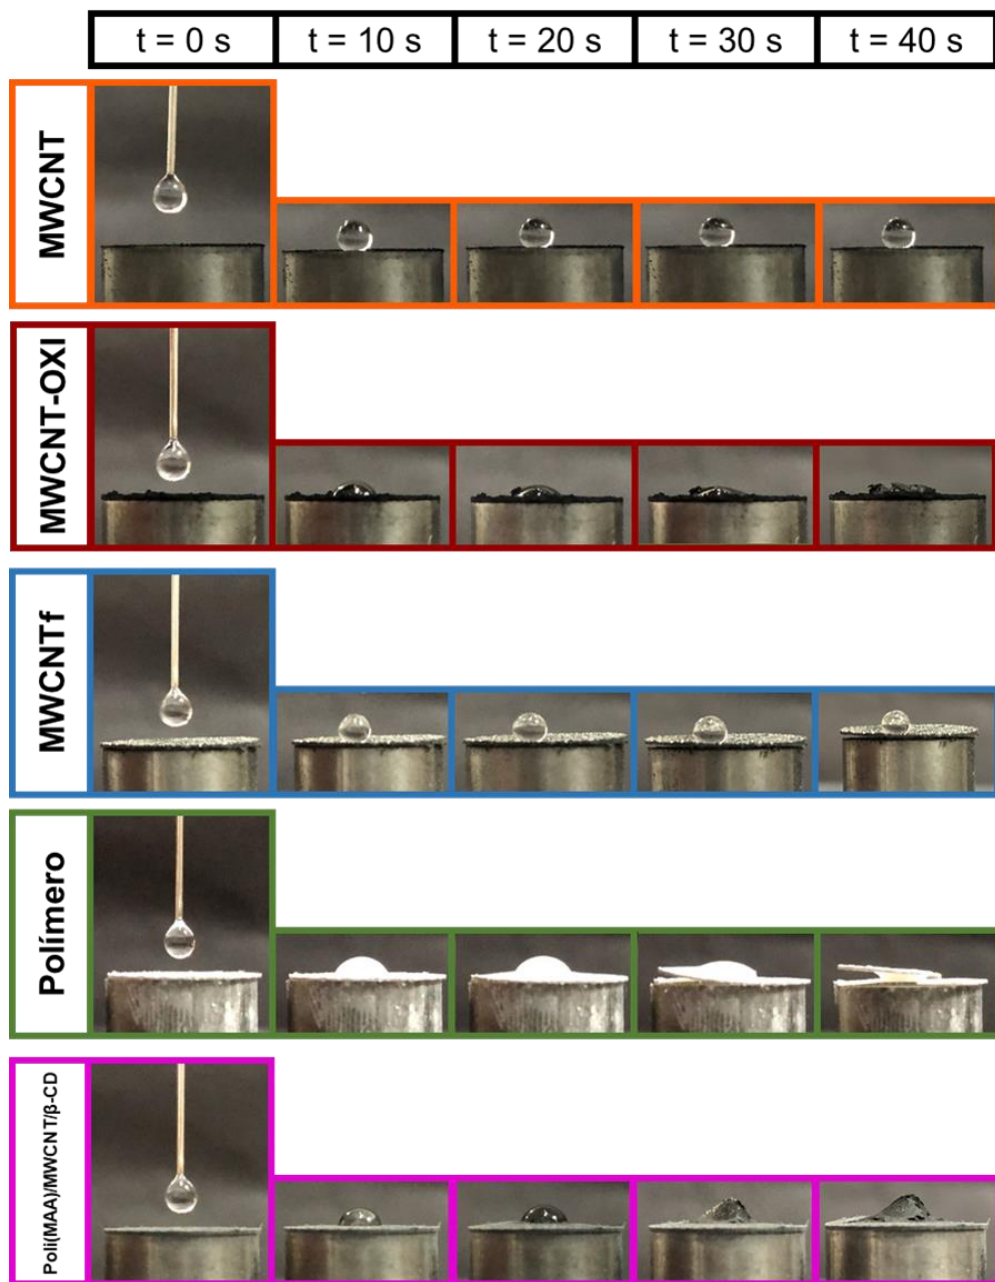 t = 0 s
t = 10 s
t = 20 s
t = 30 s
t = 40 s
MWCNT
MWCNT-OXI
MWCNTf
Polímero
Poli(MAA)/MWCNT/β-CD